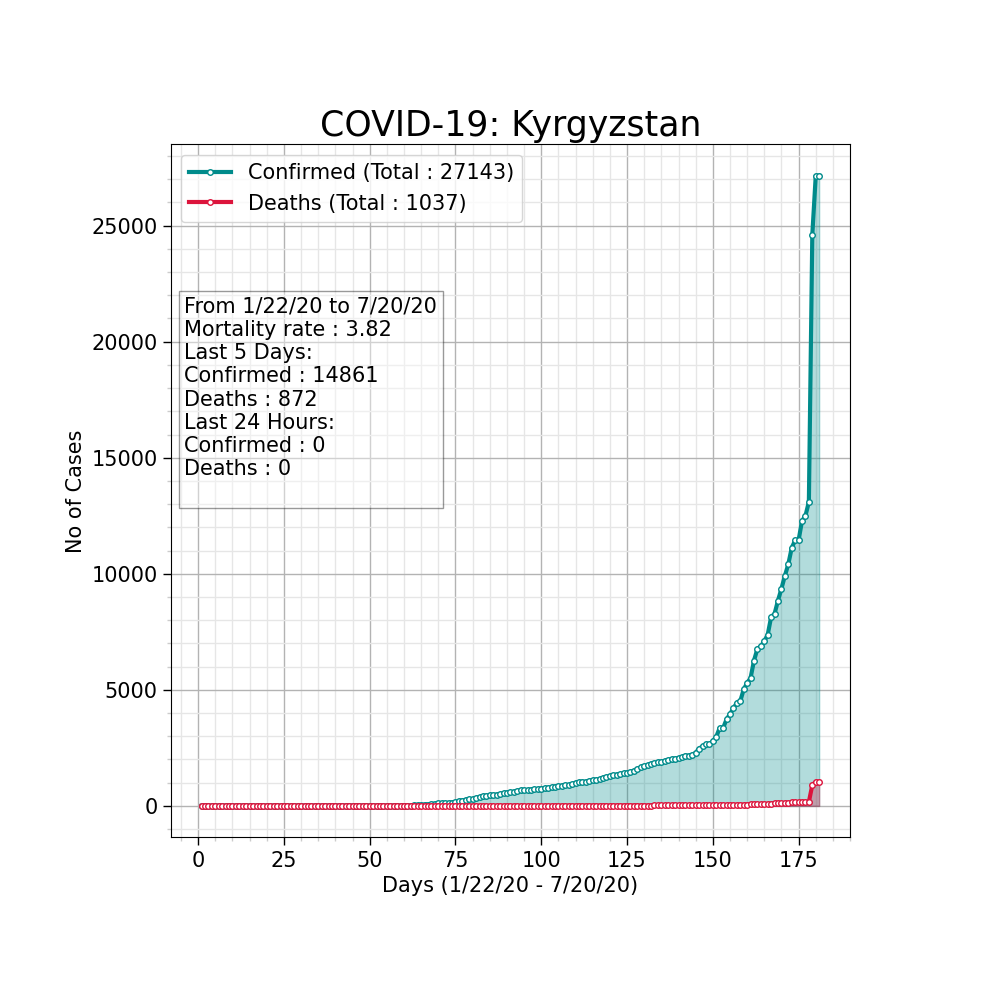 COVID-19: Kyrgyzstan
Confirmed (Total : 27143)
Deaths (Total : 1037)
From 1/22/20 to 7/20/20
Mortality rate : 3.82
Last 5 Days:
Confirmed : 14861
Deaths : 872
Last 24 Hours:
Confirmed : 0
Deaths : 0
No of Cases
25000
20000
15000
10000
5000
0
0 25 50 75 100 125 150 175
Days (1/22/20 - 7/20/20)